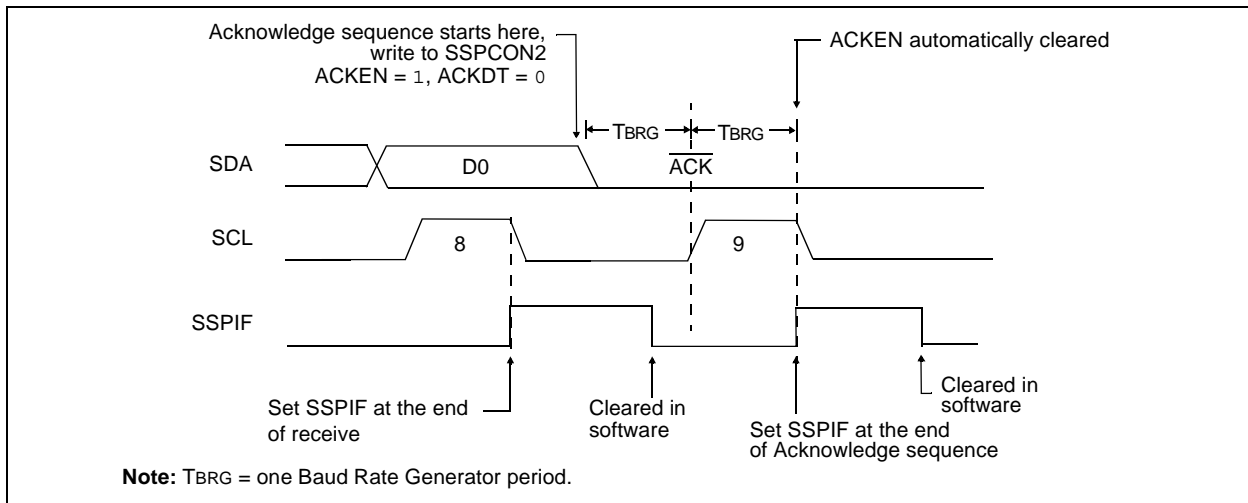 Acknowledge sequence starts here,
write to SSPCON2
ACKEN = 1, ACKDT = 0
ACKEN automatically cleared
TBRG
TBRG
SDA
D0
ACK
SCL
8
9
SSPIF
Set SSPIF at the end
of receive
Cleared in
software
Set SSPIF at the end
of Acknowledge sequence
Cleared in
software
Note: TBRG = one Baud Rate Generator period.